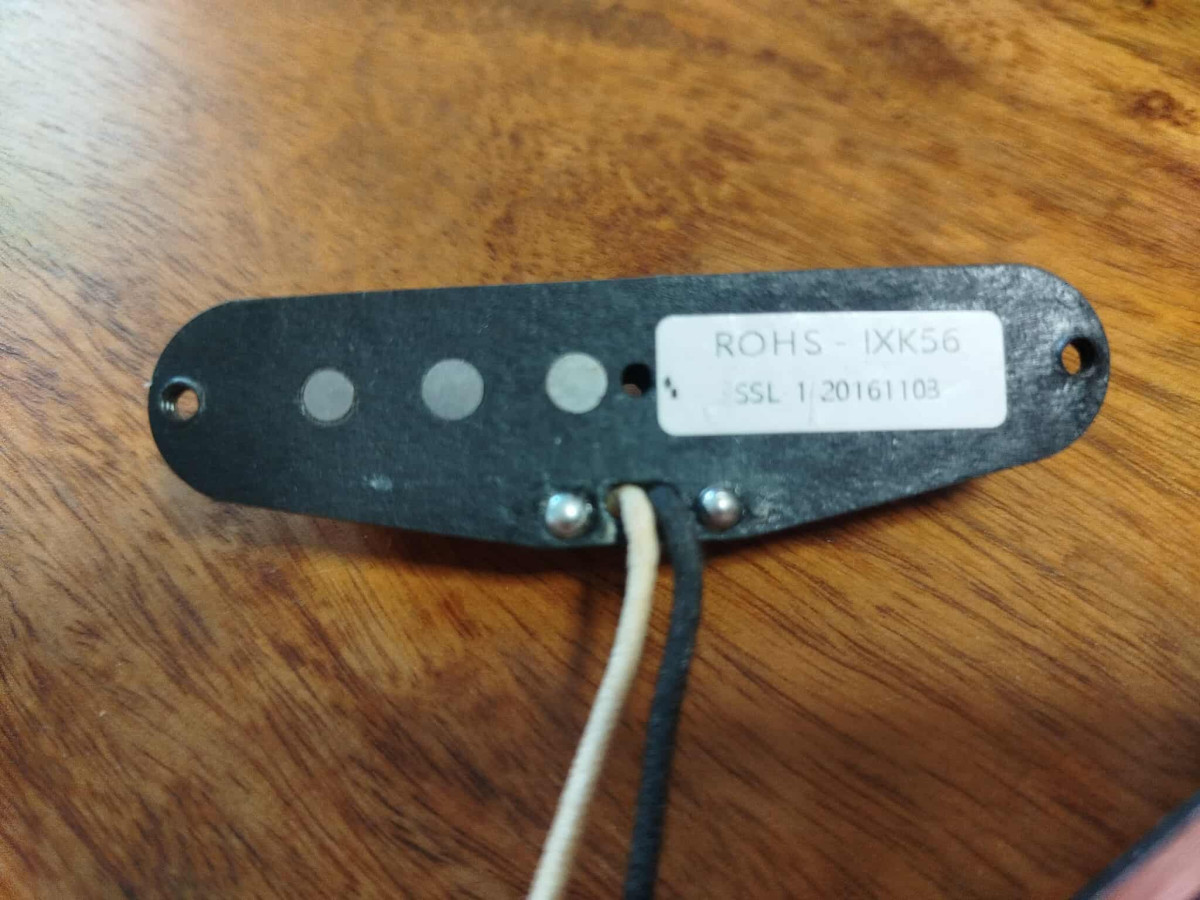 ROHS - IXK56
SSL 1 20161103